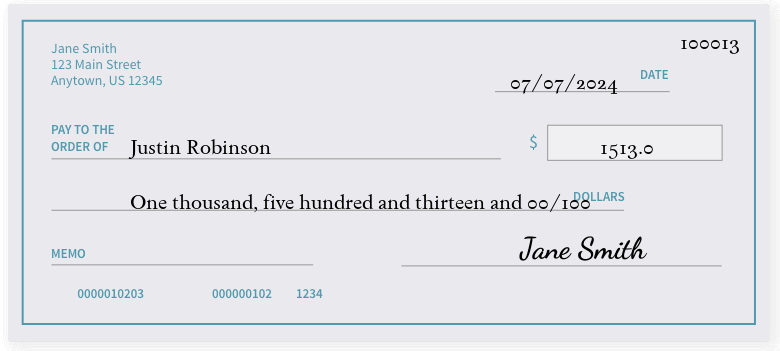 Jane Smith
100013
123 Main Street
Anytown, US 12345
07/07/2024 DATE
PAY TO THE
ORDER OF Justin Robinson $ 1513.0
One thousand, five hundred and thirteen and 00/100 DOLLARS
MEMO Jane Smith
0000010203 000000102 1234